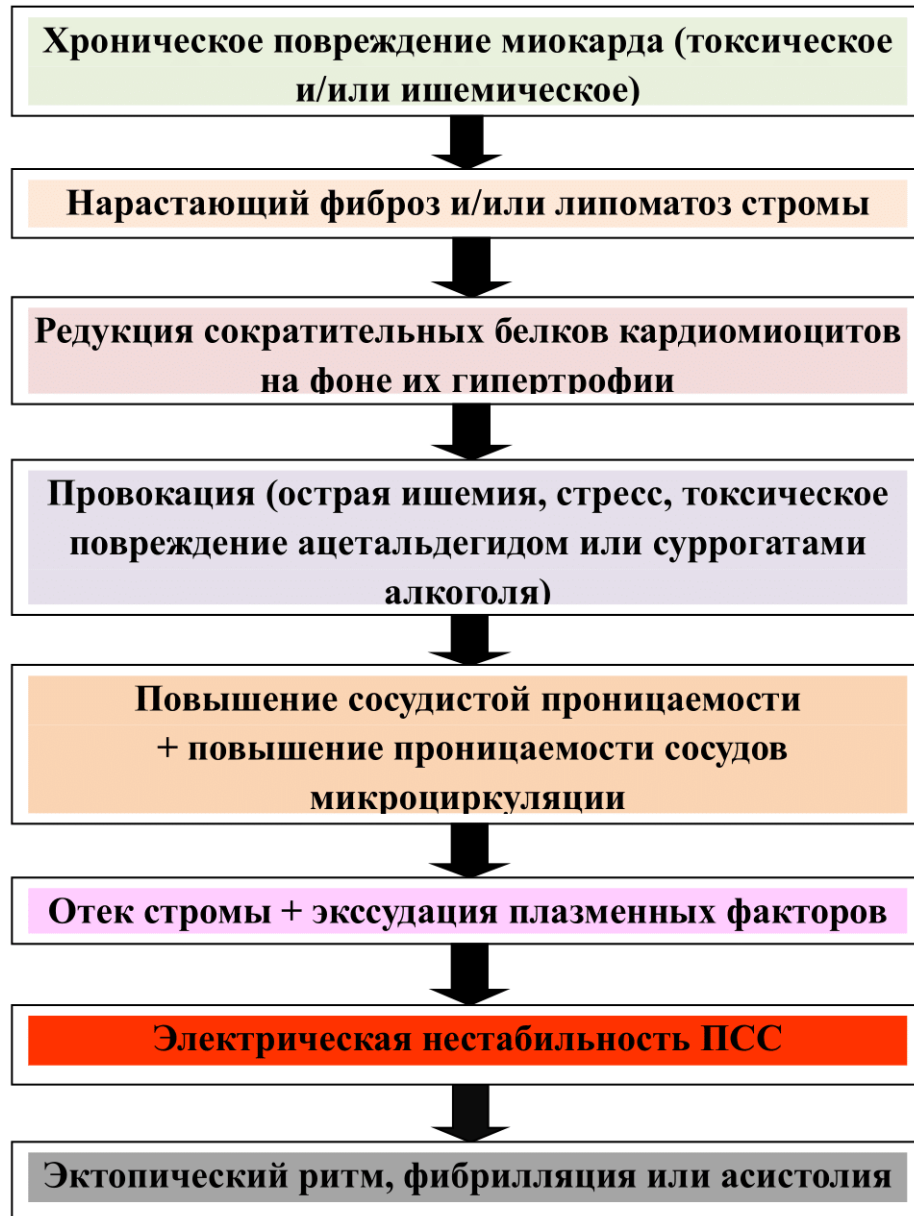 Хроническое повреждение миокарда (токсическое
и/или ишемическое)
Нарастающий фиброз и/или липоматоз стромы
Редукция сократительных белков кардиомиоцитов
на фоне их гипертрофии
Провокация (острая ишемия, стресс, токсическое
повреждение ацетальдегидом или суррогатами
алкоголя)
Повышение сосудистой проницаемости
+ повышение проницаемости сосудов
микроциркуляции
Отек стромы + экссудация плазменных факторов
Электрическая нестабильность ПСС
Эктопический ритм, фибрилляция или асистолия